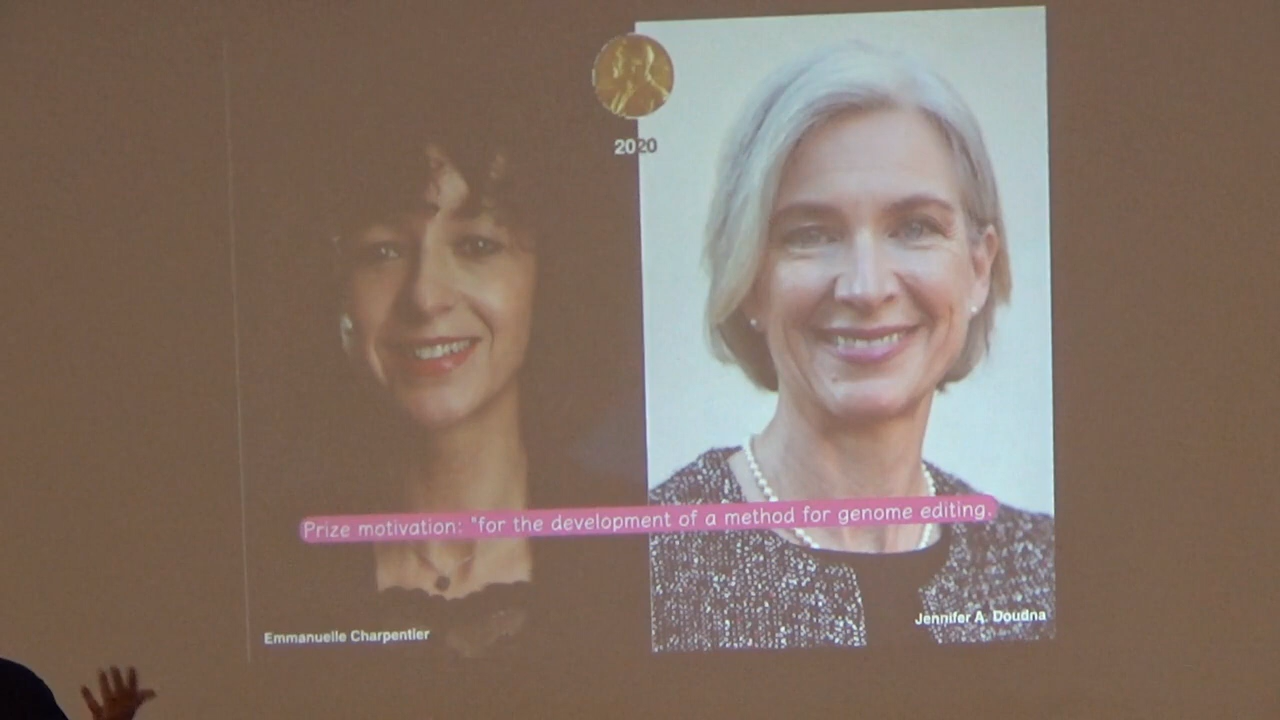 2020
Prize motivation: "for the development of a method for genome editing.
Emmanuelle Charpentier
Jennifer A. Doudna